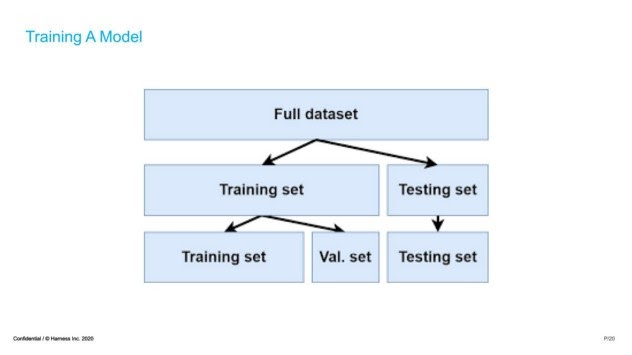 Training A Model
Full dataset
Training set
Testing set
Training set
Val. set
Testing set
Confidential / © Harness Inc. 2020
P/20